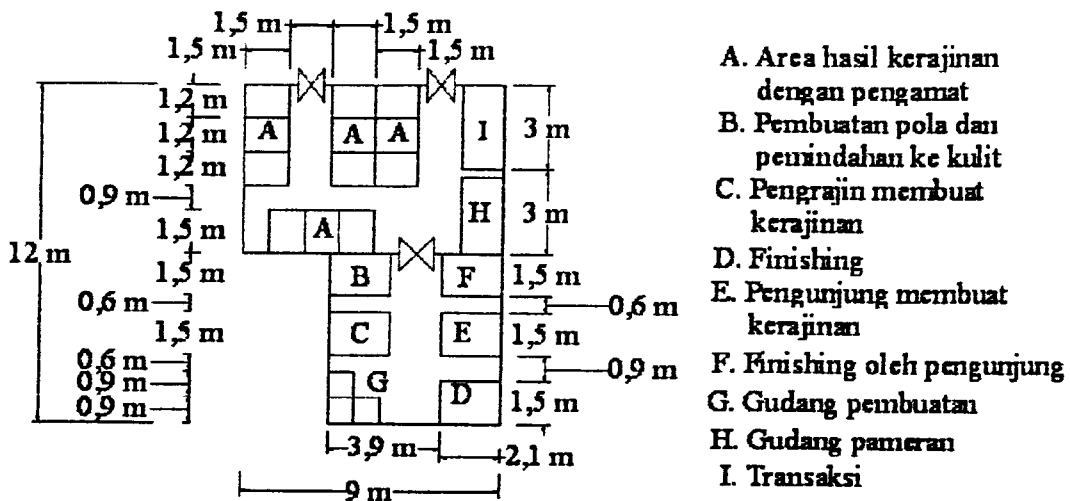 1,5 m 1,5 m
1,5 m 1,5 m
1,2 m
1,2 m
1,2 m
0,9 m
1,5 m
12 m
1,5 m
0,6 m
1,5 m
0,6 m
0,9 m
0,9 m
A A A I
A H
B F
C E
G D
3 m
3 m
1,5 m
0,6 m
1,5 m
0,9 m
1,5 m
3,9 m 2,1 m
9 m
A. Area hasil kerajinan
dengan pengamat
B. Pembuatan pola dan
pemindahan ke kulit
C. Pengrajin membuat
kerajinan
D. Finishing
E. Pengunjung membuat
kerajinan
F. Finishing oleh pengunjung
G. Gudang pembuatan
H. Gudang pameran
I. Transaksi